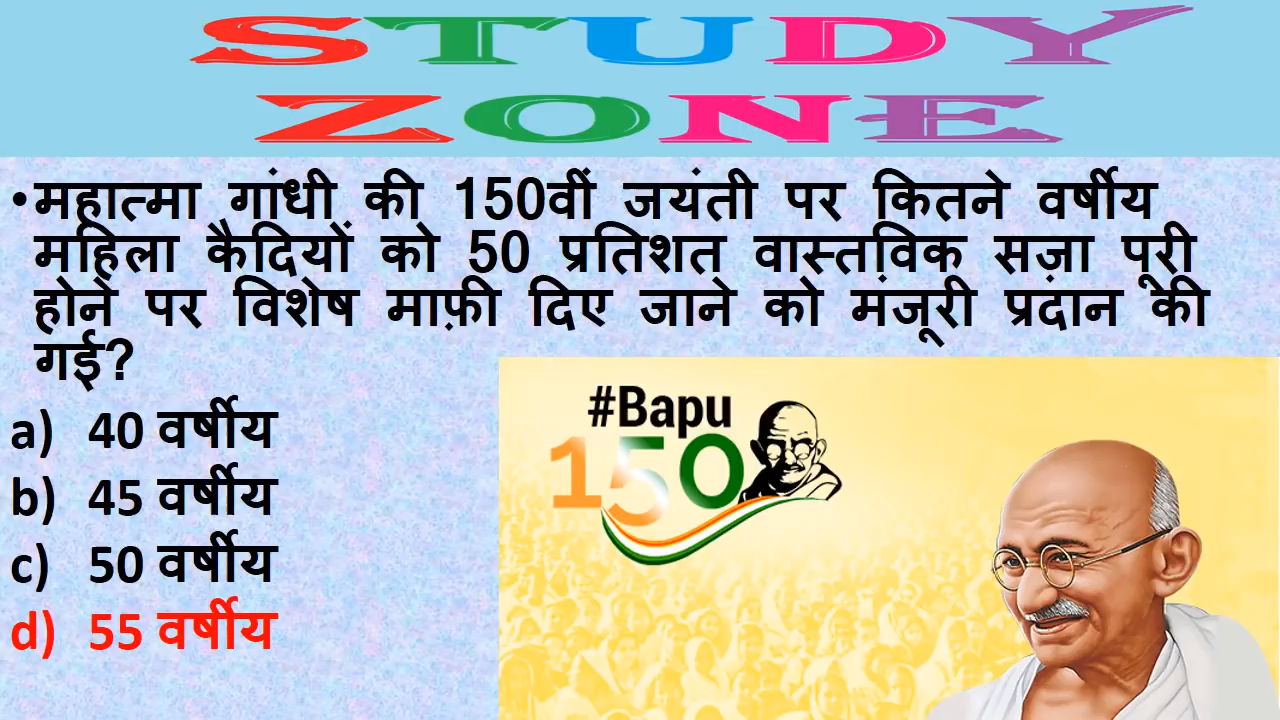 STUDY
ZONE
•महात्मा गांधी की 150वीं जयंती पर कितने वर्षीय
महिला कैदियों को 50 प्रतिशत वास्तविक सज़ा पूरी
होने पर विशेष माफ़ी दिए जाने को मंजूरी प्रदान की
गई?
a) 40 वर्षीय
b) 45 वर्षीय
c) 50 वर्षीय
d) 55 वर्षीय
#Bapu
150